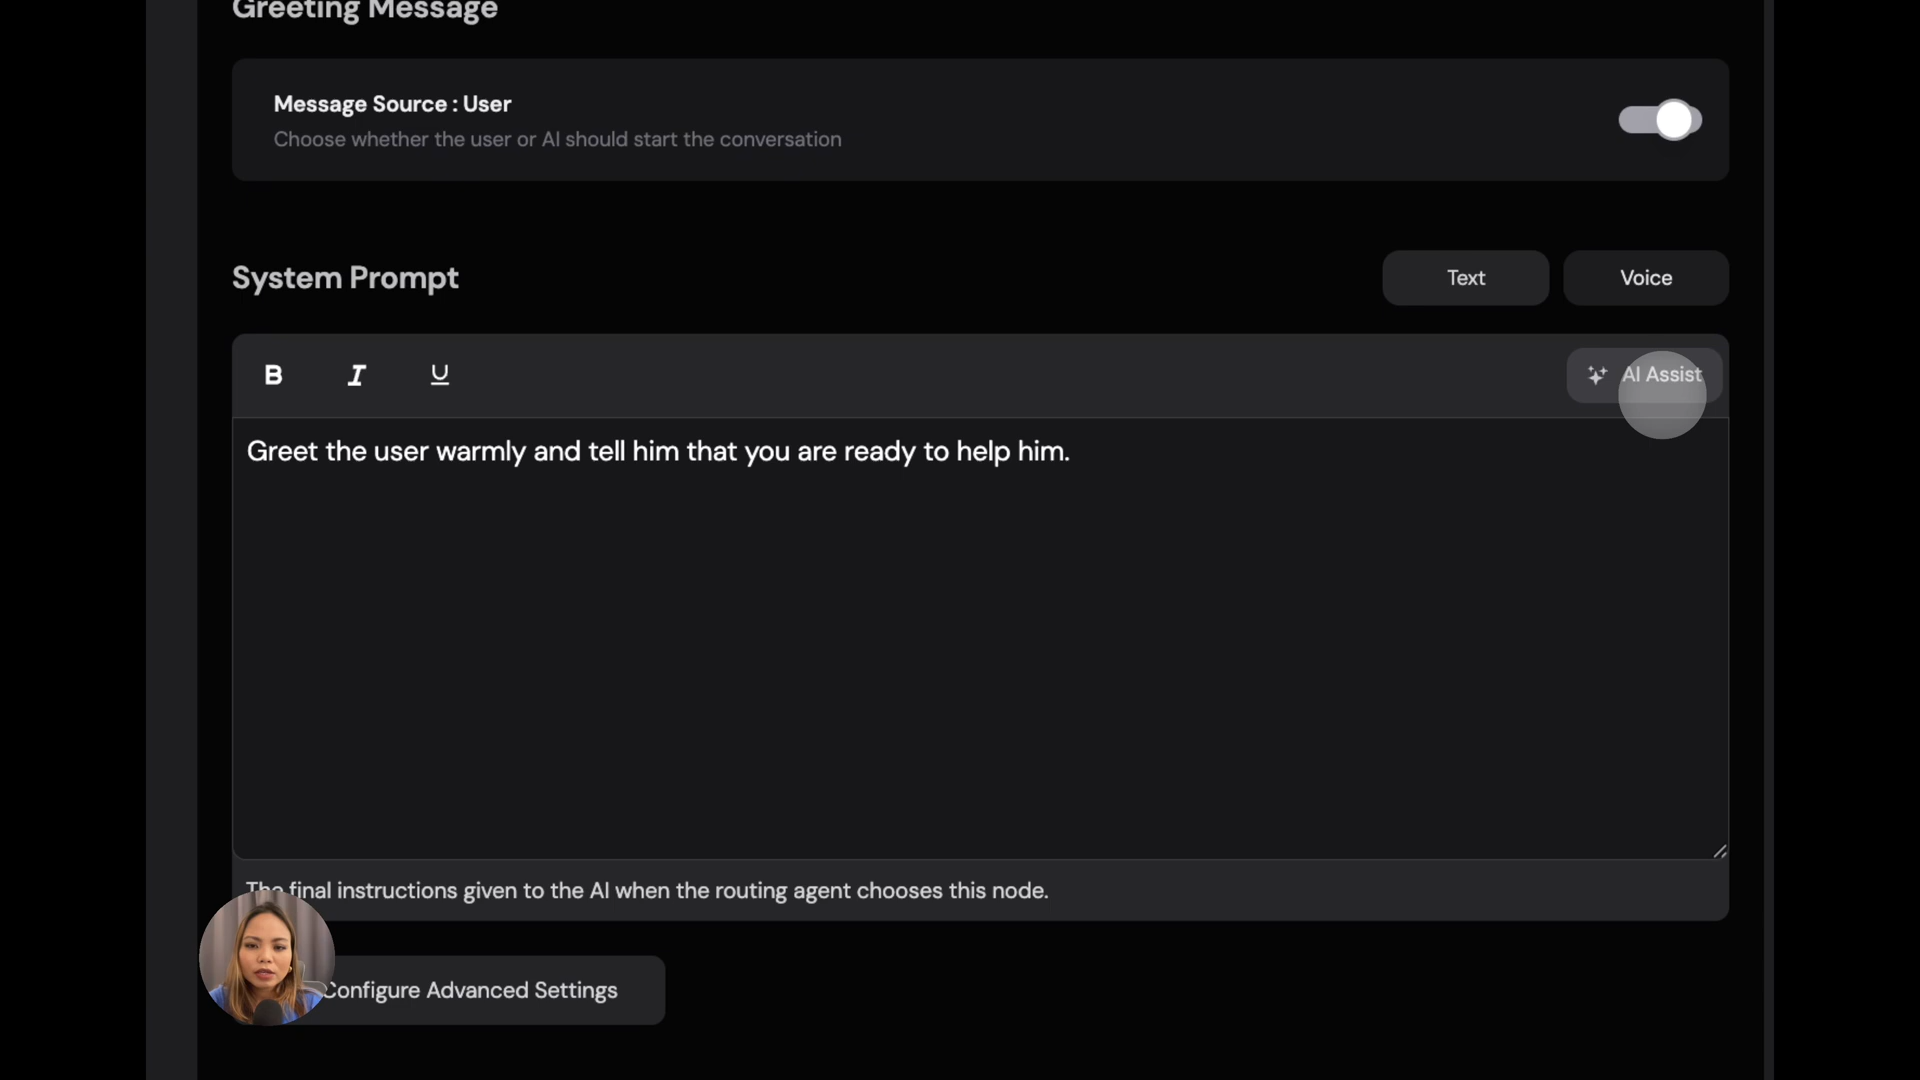 Greeting Message
Message Source : User
Choose whether the user or AI should start the conversation
System Prompt
Text
Voice
B I U
AI Assist
Greet the user warmly and tell him that you are ready to help him.
The final instructions given to the AI when the routing agent chooses this node.
Configure Advanced Settings